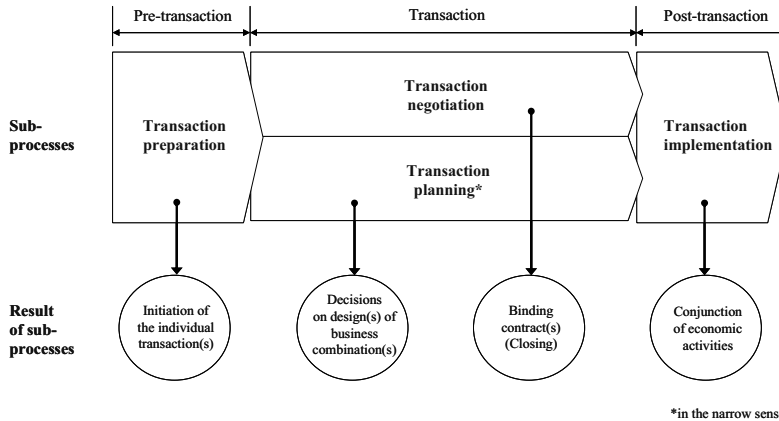 Pre-transaction
Transaction
Post-transaction
Sub-
processes
Transaction
preparation
Transaction
negotiation
Transaction
planning*
Transaction
implementation
Result
of sub-
processes
Initiation of
the individual
transaction(s)
Decisions
on design(s) of
business
combination(s)
Binding
contract(s)
(Closing)
Conjunction
of economic
activities
*in the narrow sens